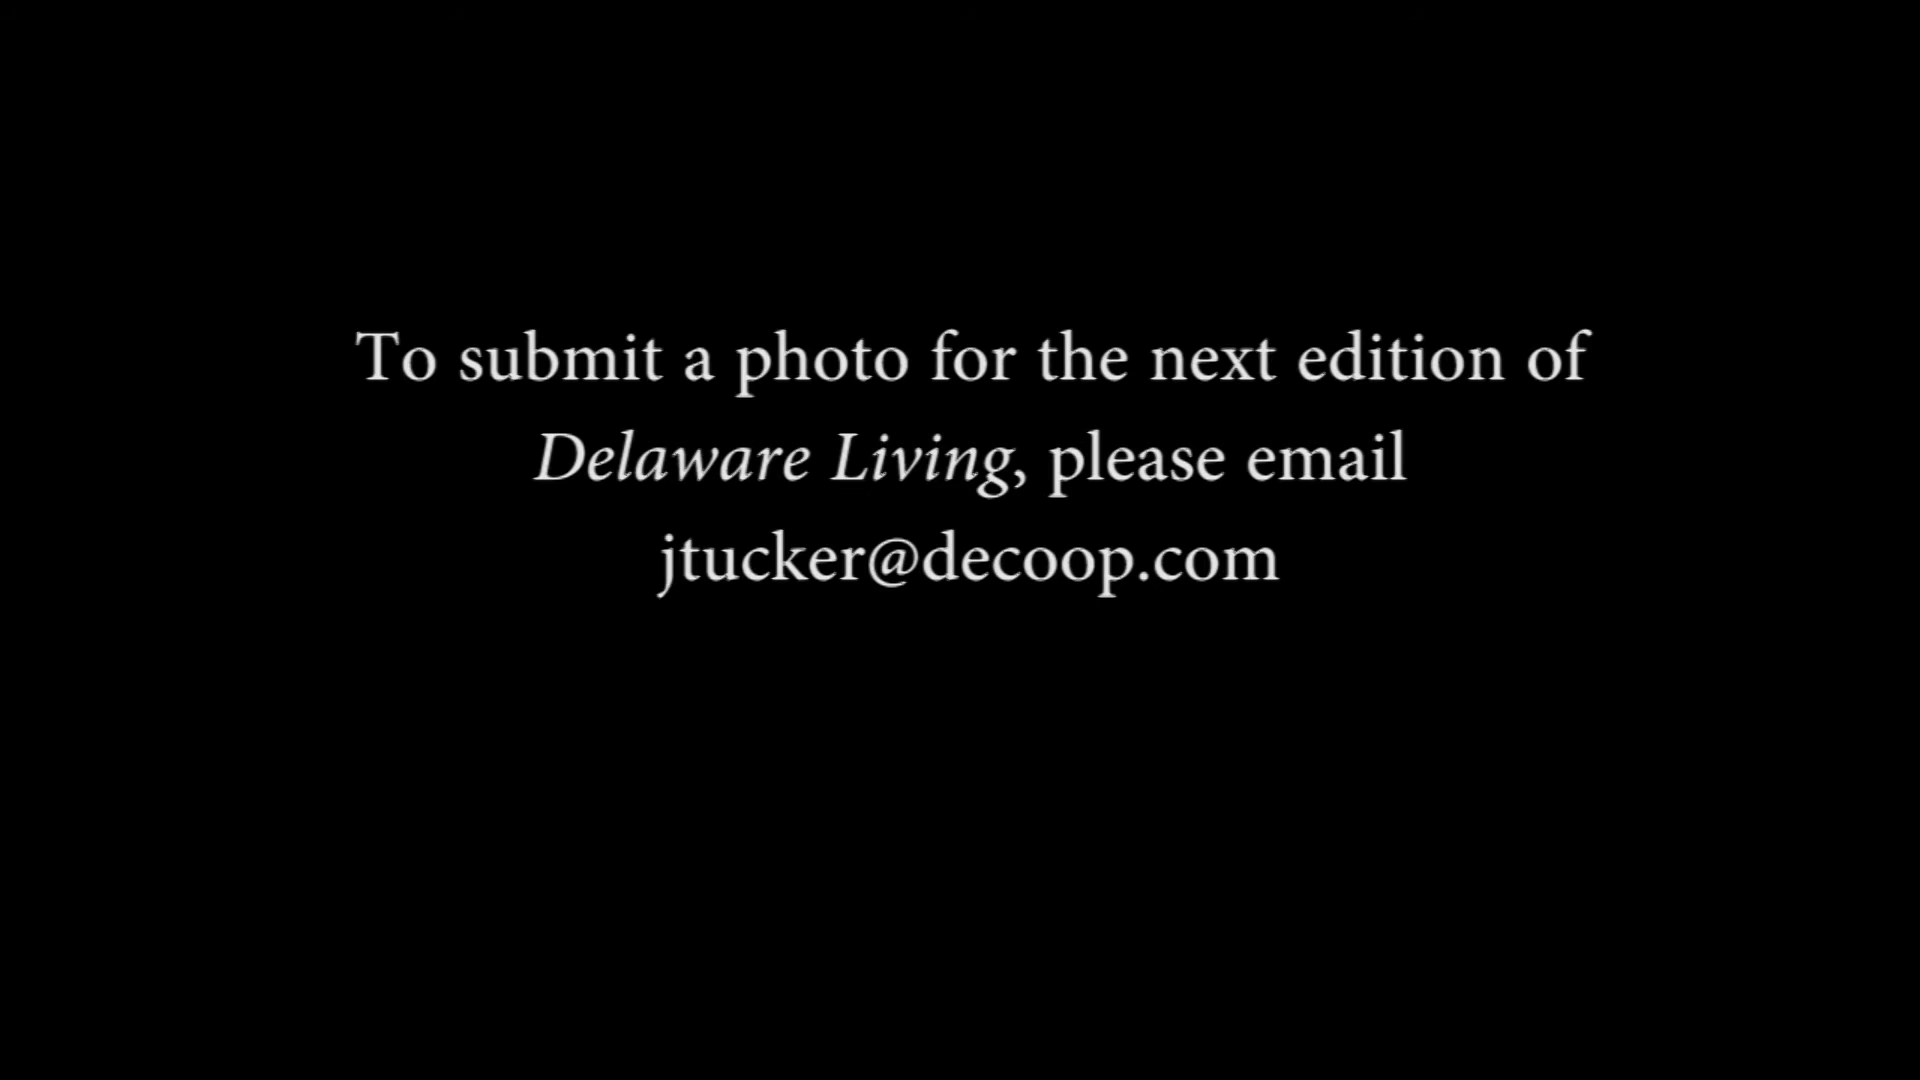 To submit a photo for the next edition of
Delaware Living, please email
jtucker@decoop.com